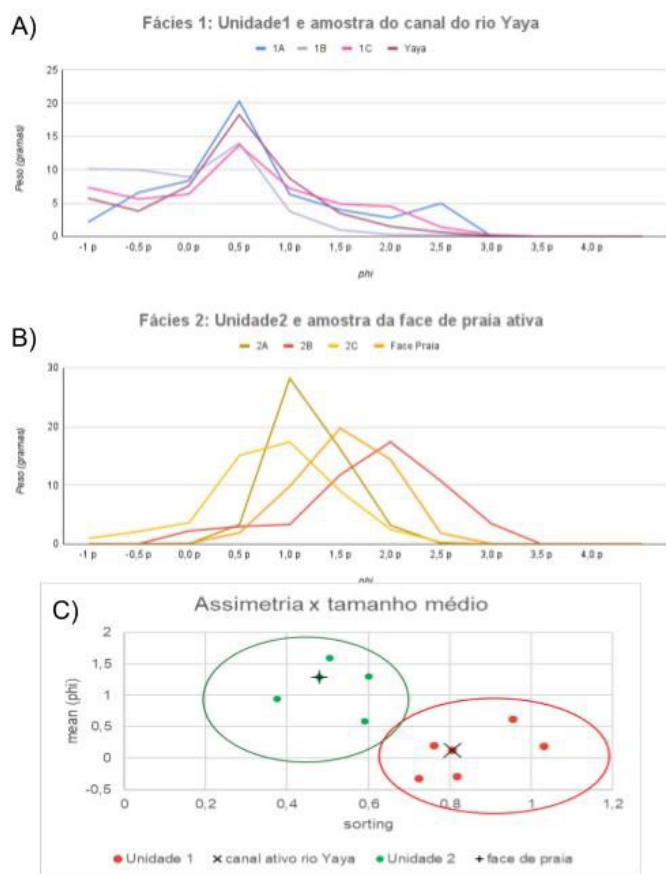 A)
Fácies 1: Unidade1 e amostra do canal do rio Yaya
1A 1B 1C Yaya
25
20
15
10
5
0
Peso (gramas)
-1 p -0,5 p 0,0 p 0,5 p 1,0 p 1,5 p 2,0 p 2,5 p 3,0 p 3,5 p 4,0 p
phi
Fácies 2: Unidade2 e amostra da face de praia ativa
B)
2A 2B 2C Face Praia
30
20
10
0
Peso (gramas)
-1 p -0,5 p 0,0 p 0,5 p 1,0 p 1,5 p 2,0 p 2,5 p 3,0 p 3,5 p 4,0 p
phi
C)
Assimetria x tamanho médio
2
1,5
1
0,5
0
-0,5
mean (phi)
0 0,2 0,4 0,6 0,8 1 1,2
sorting
Unidade 1 canal ativo rio Yaya Unidade 2 face de praia